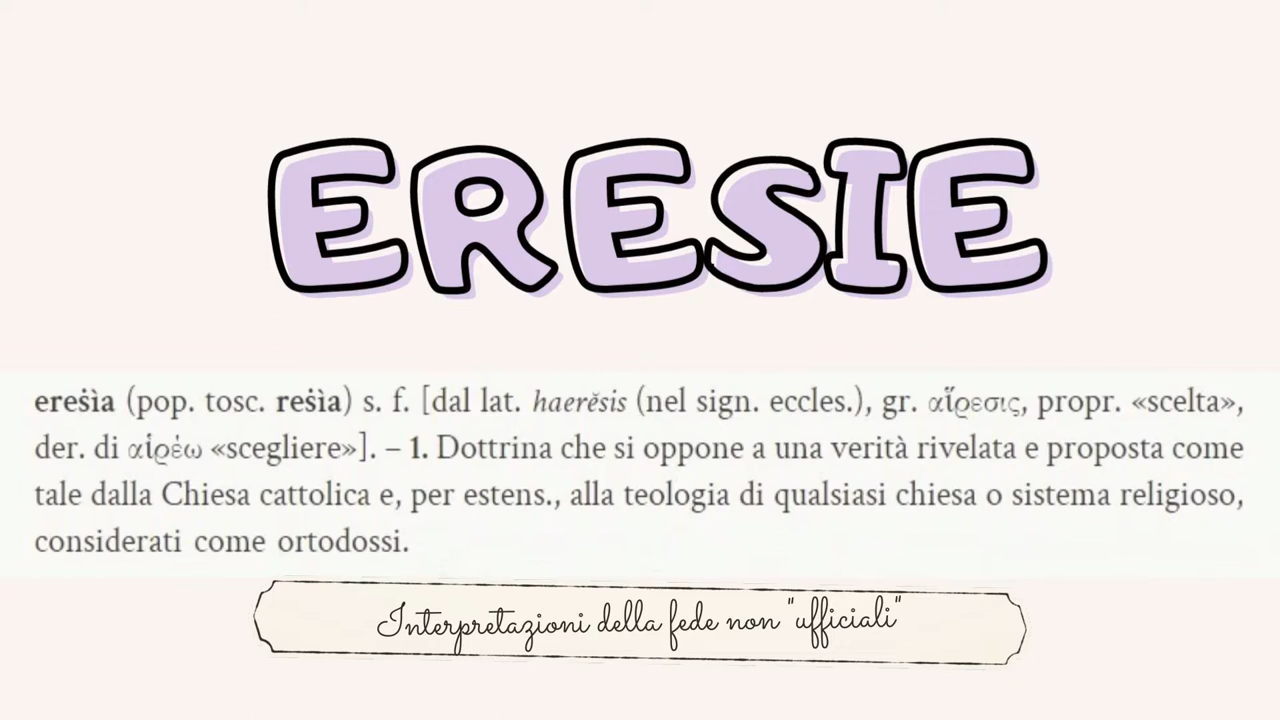 ERESIE
ereṡìa (pop. tosc. reṡìa) s. f. [dal lat. haerĕsis (nel sign. eccles.), gr. αἵρεσις, propr. «scelta»,
der. di αἱρέω «scegliere»]. – 1. Dottrina che si oppone a una verità rivelata e proposta come
tale dalla Chiesa cattolica e, per estens., alla teologia di qualsiasi chiesa o sistema religioso,
considerati come ortodossi.
Interpretazioni della fede non "ufficiali"